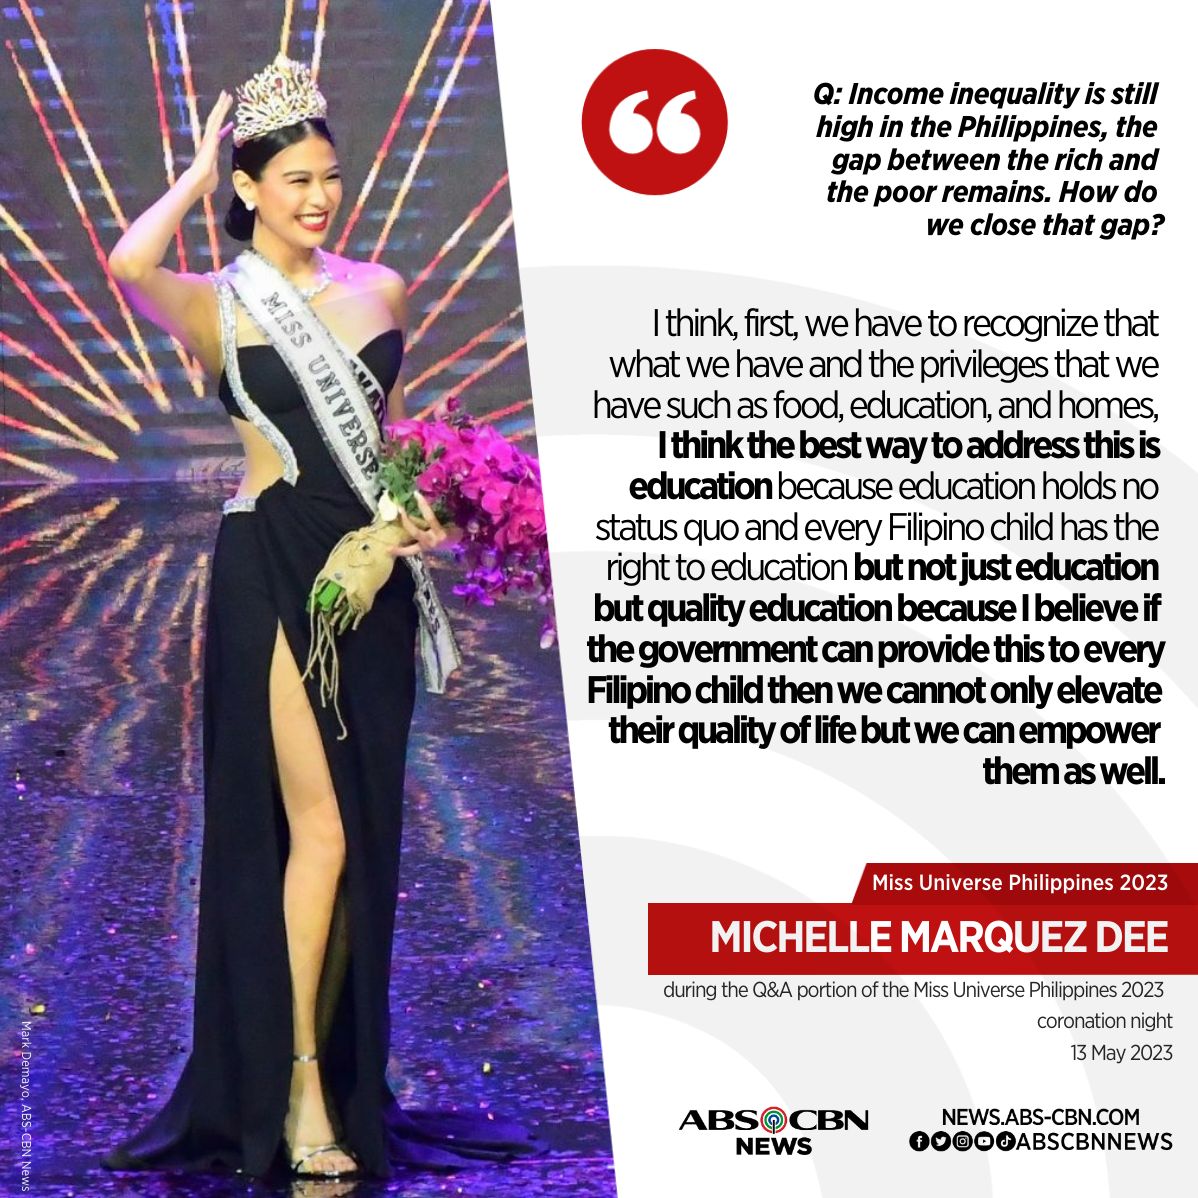 Q: Income inequality is still
high in the Philippines, the
gap between the rich and
the poor remains. How do
we close that gap?
I think, first, we have to recognize that
what we have and the privileges that we
have such as food, education, and homes,
I think the best way to address this is
education because education holds no
status quo and every Filipino child has the
right to education but not just education
but quality education because I believe if
the government can provide this to every
Filipino child then we cannot only elevate
their quality of life but we can empower
them as well.
Miss Universe Philippines 2023
MICHELLE MARQUEZ DEE
during the Q&A portion of the Miss Universe Philippines 2023
coronation night
13 May 2023
ABS CBN
NEWS
NEWS.ABS-CBN.COM
ABSCBNNEWS
MISS UNIVERSE
Mark Demayo, ABS-CBN News